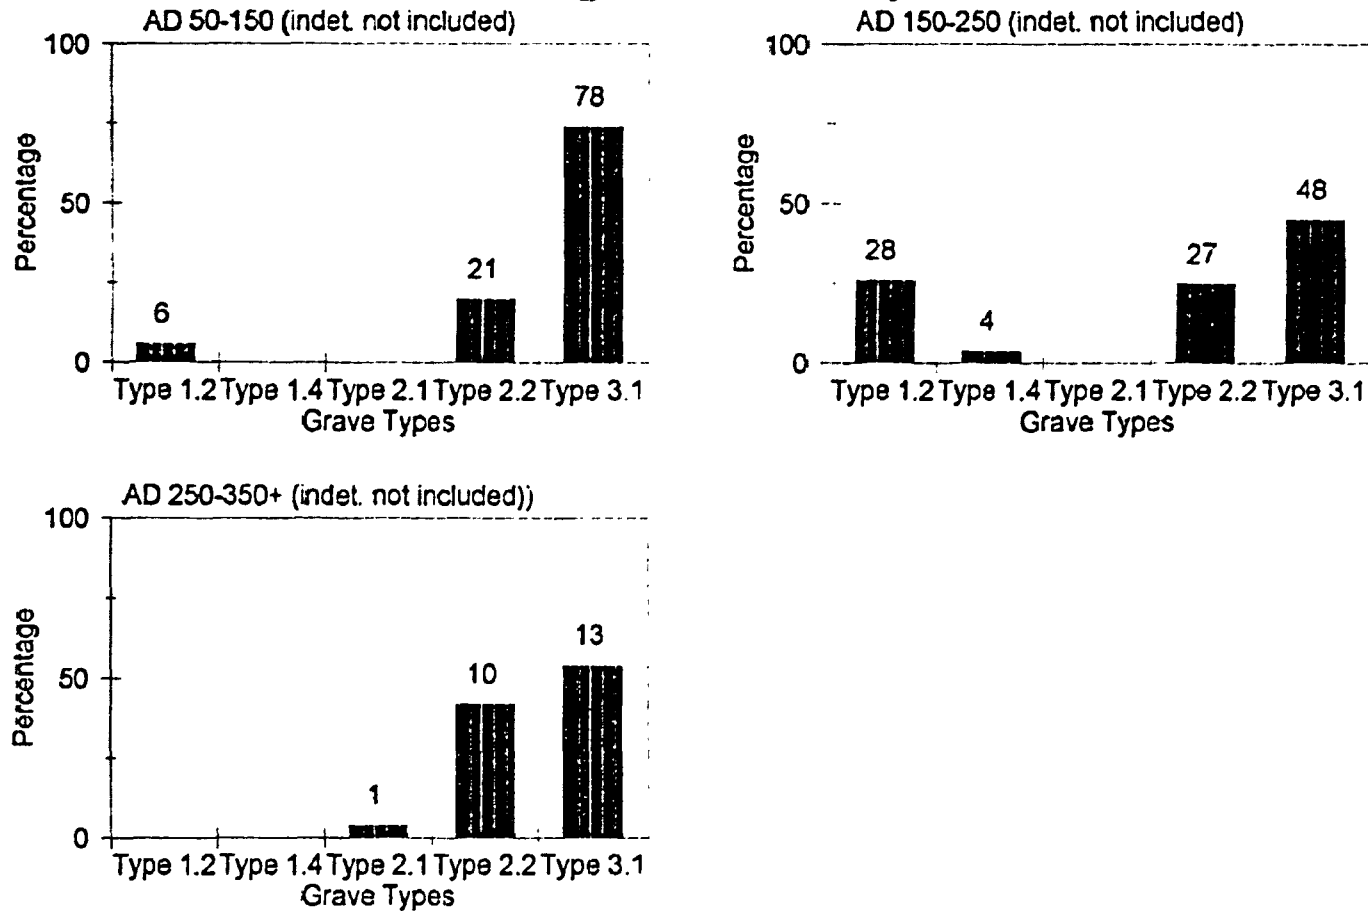 AD 50-150 (indet. not included)
100
50
0
Percentage
6
21
78
Type 1.2 Type 1.4 Type 2.1 Type 2.2 Type 3.1
Grave Types
AD 150-250 (indet. not included)
100
50
0
Percentage
28
4
27
48
Type 1.2 Type 1.4 Type 2.1 Type 2.2 Type 3.1
Grave Types
AD 250-350+ (indet. not included))
100
50
0
Percentage
1
10
13
Type 1.2 Type 1.4 Type 2.1 Type 2.2 Type 3.1
Grave Types